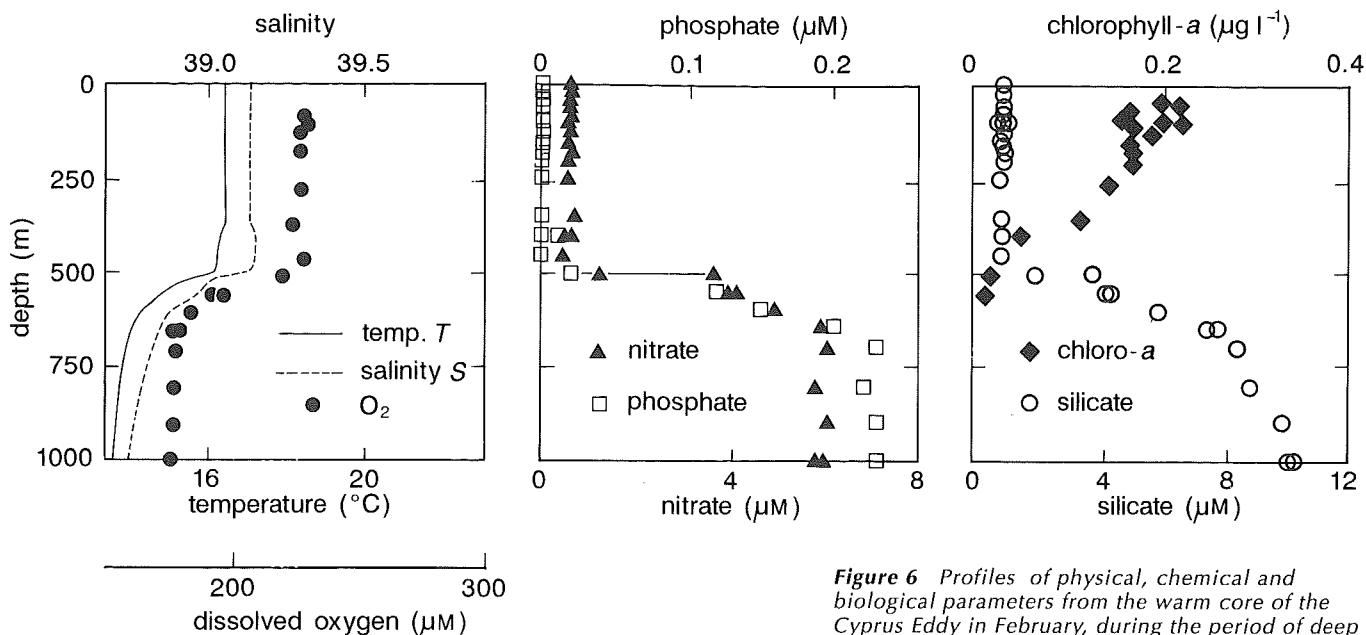 salinity
39.0 39.5
0
250
500
750
1000
depth (m)
temp. T
salinity S
O₂
16 20
temperature (°C)
200 300
dissolved oxygen (µM)
phosphate (µM)
0 0.1 0.2
nitrate
phosphate
0 4 8
nitrate (µM)
chlorophyll-a (µg l⁻¹)
0 0.2 0.4
chloro-a
silicate
0 4 8 12
silicate (µM)
Figure 6 Profiles of physical, chemical and
biological parameters from the warm core of the
Cyprus Eddy in February, during the period of deep